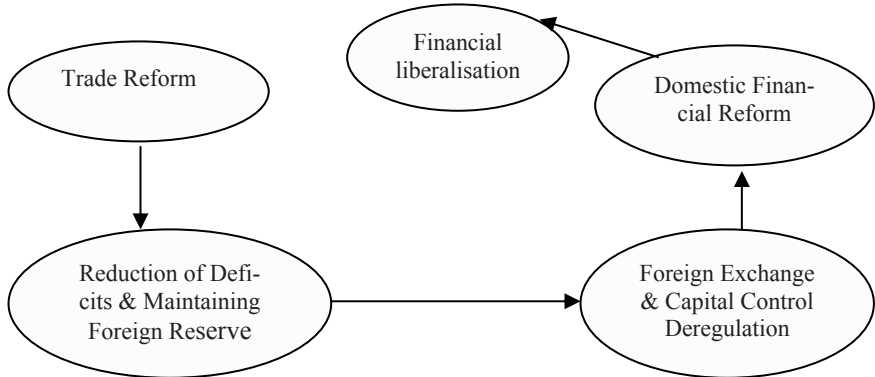 Trade Reform
Financial
liberalisation
Domestic Finan-
cial Reform
Reduction of Defi-
cits & Maintaining
Foreign Reserve
Foreign Exchange
& Capital Control
Deregulation